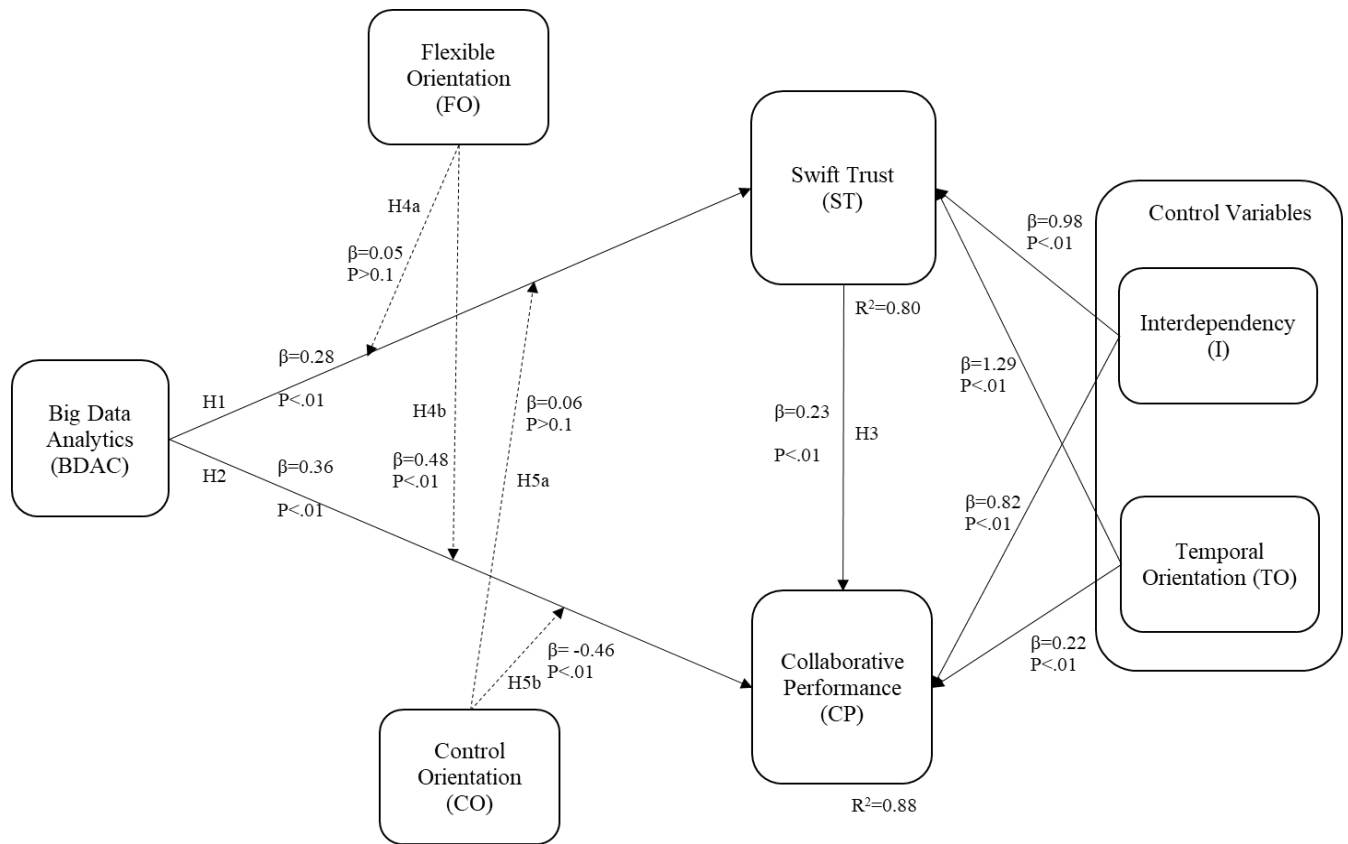 Flexible
Orientation
(FO)
Swift Trust
(ST)
R²=0.80
Control Variables
Interdependency
(I)
Temporal
Orientation (TO)
Big Data
Analytics
(BDAC)
Collaborative
Performance
(CP)
R²=0.88
Control
Orientation
(CO)
H4a
β=0.05
P>0.1
H1
β=0.28
P<.01
H2
β=0.36
P<.01
H4b
β=0.48
P<.01
β=0.06
P>0.1
H5a
β= -0.46
P<.01
H5b
β=0.23
P<.01
H3
β=0.98
P<.01
β=1.29
P<.01
β=0.82
P<.01
β=0.22
P<.01